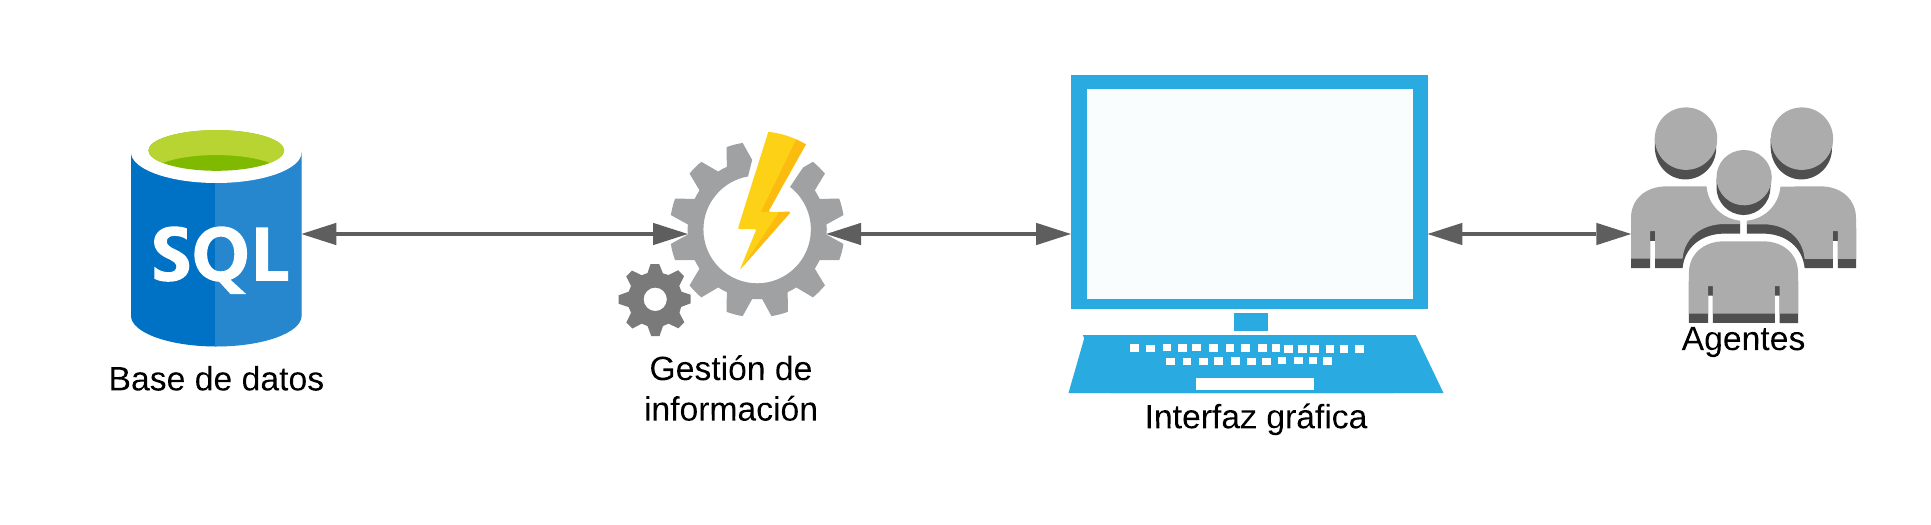 SQL
Base de datos
Gestión de
información
Interfaz gráfica
Agentes